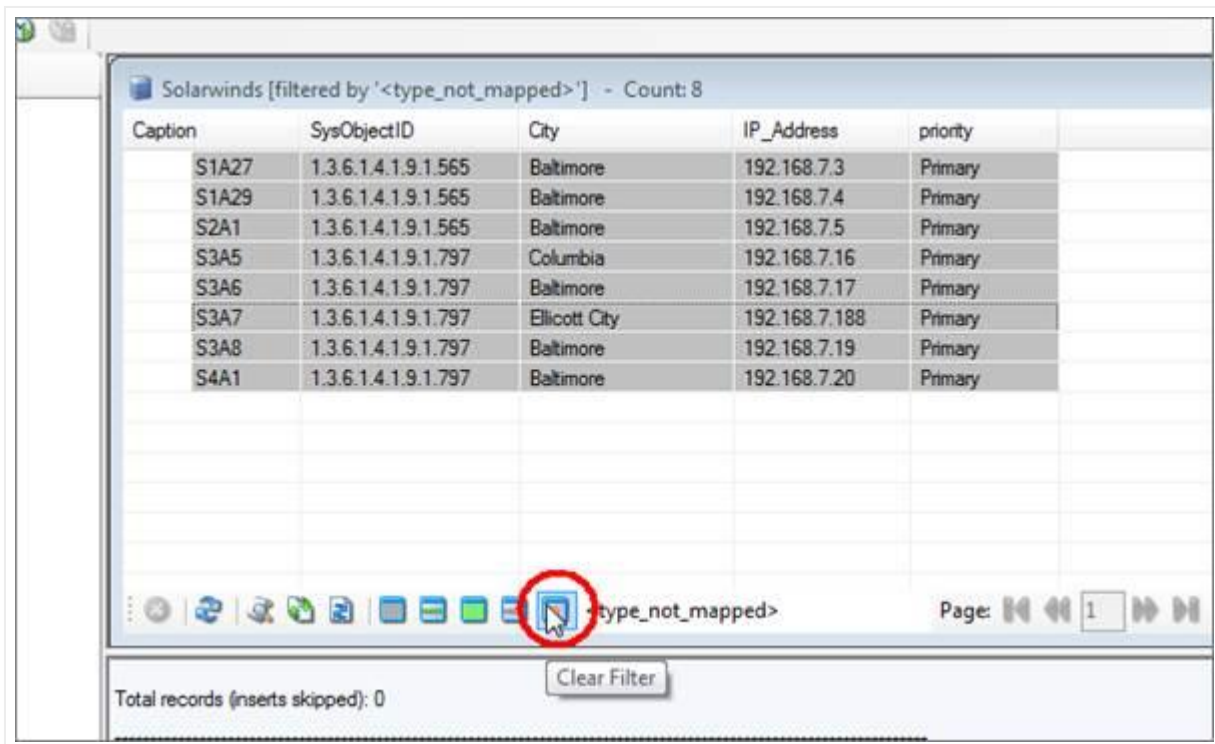 Solarwinds [filtered by '<type_not_mapped>'] - Count: 8
Caption SysObjectID City IP_Address priority
S1A27 1.3.6.1.4.1.9.1.565 Baltimore 192.168.7.3 Primary
S1A29 1.3.6.1.4.1.9.1.565 Baltimore 192.168.7.4 Primary
S2A1 1.3.6.1.4.1.9.1.565 Baltimore 192.168.7.5 Primary
S3A5 1.3.6.1.4.1.9.1.797 Columbia 192.168.7.16 Primary
S3A6 1.3.6.1.4.1.9.1.797 Baltimore 192.168.7.17 Primary
S3A7 1.3.6.1.4.1.9.1.797 Ellicott City 192.168.7.188 Primary
S3A8 1.3.6.1.4.1.9.1.797 Baltimore 192.168.7.19 Primary
S4A1 1.3.6.1.4.1.9.1.797 Baltimore 192.168.7.20 Primary
<type_not_mapped> Page: 1
Clear Filter
Total records (inserts skipped): 0